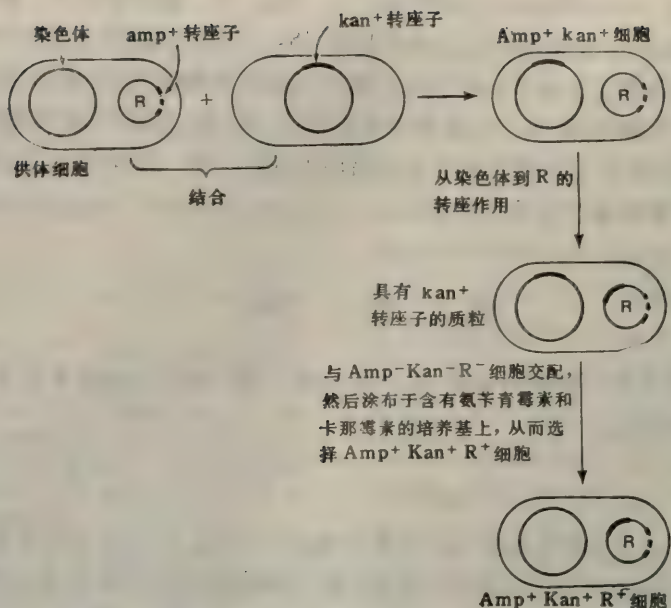 染色体
amp⁺ 转座子
kan⁺ 转座子
Amp⁺ kan⁺ 细胞
R
+
R
供体细胞
结合
从染色体到 R 的
转座作用
具有 kan⁺
转座子的质粒
R
与 Amp⁻Kan⁻R⁻ 细胞交配，
然后涂布于含有氨苄青霉素和
卡那霉素的培养基上，从而选
择 Amp⁺ Kan⁺ R⁺ 细胞
R
Amp⁺ Kan⁺ R⁺ 细胞